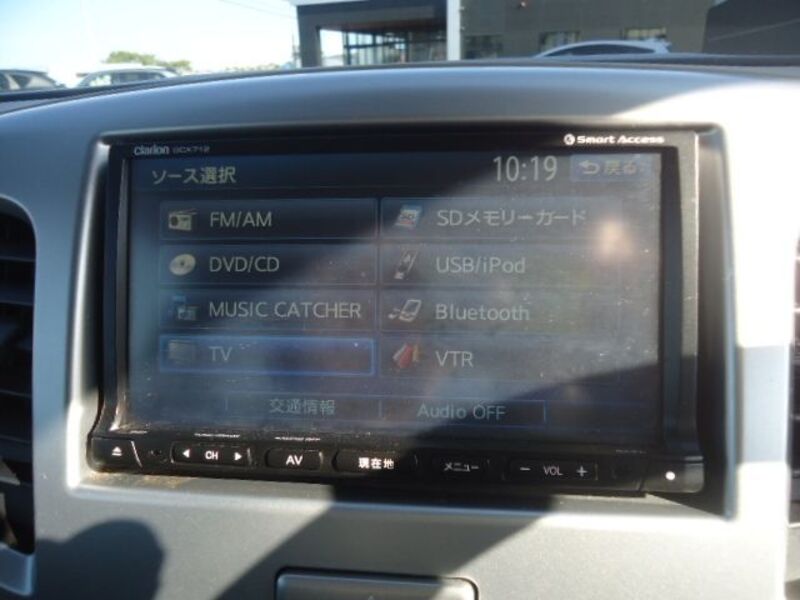 Clarion GCX712
Smart Access
ソース選択
10:19
戻る
FM/AM
SDメモリーカード
DVD/CD
USB/iPod
MUSIC CATCHER
Bluetooth
TV
VTR
交通情報
Audio OFF
CH
AV
現在地
メニュー
− VOL +